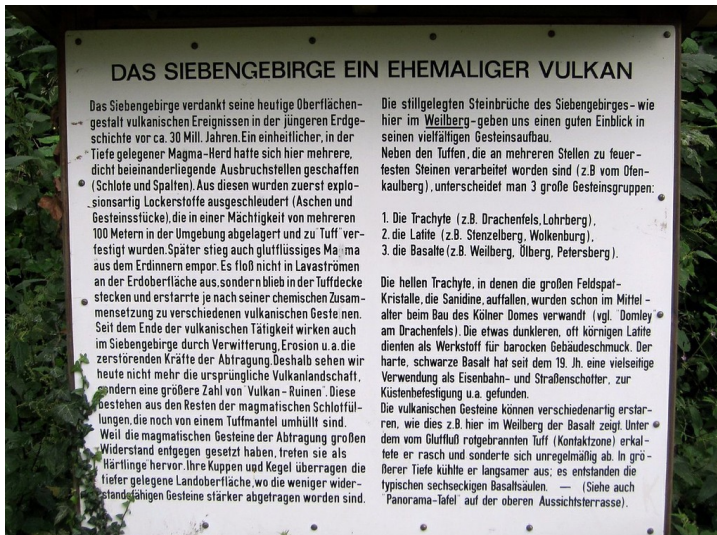 DAS SIEBENGEBIRGE EIN EHEMALIGER VULKAN
Das Siebengebirge verdankt seine heutige Oberflächen-
gestalt vulkanischen Ereignissen in der jüngeren Erdge-
schichte vor ca. 30 Mill. Jahren. Ein einheitlicher, in der
Tiefe gelegener Magma-Herd hatte sich hier mehrere,
dicht beieinanderliegende Ausbruchstellen geschaffen
(Schlote und Spalten). Aus diesen wurden zuerst explo-
sionsartig Lockerstoffe ausgeschleudert (Aschen und
Gesteinsstücke), die in einer Mächtigkeit von mehreren
100 Metern in der Umgebung abgelagert und zu "Tuff" ver-
festigt wurden. Später stieg auch glutflüssiges Magma
aus dem Erdinnern empor. Es floß nicht in Lavaströmen
an der Erdoberfläche aus, sondern blieb in der Tuffdecke
stecken und erstarrte je nach seiner chemischen Zusam-
mensetzung zu verschiedenen vulkanischen Geste nen.
Seit dem Ende der vulkanischen Tätigkeit wirken auch
im Siebengebirge durch Verwitterung, Erosion u.a. die
zerstörenden Kräfte der Abtragung. Deshalb sehen wir
heute nicht mehr die ursprüngliche Vulkanlandschaft,
sondern eine größere Zahl von "Vulkan-Ruinen". Diese
bestehen aus den Resten der magmatischen Schlotfül-
lungen, die noch von einem Tuffmantel umhüllt sind.
Weil die magmatischen Gesteine der Abtragung großen
Widerstand entgegen gesetzt haben, treten sie als
"Härtlinge" hervor. Ihre Kuppen und Kegel überragen die
tiefer gelegene Landoberfläche, wo die weniger wider-
standsfähigen Gesteine stärker abgetragen worden sind.
Die stillgelegten Steinbrüche des Siebengebirges - wie
hier im Weilberg - geben uns einen guten Einblick in
seinen vielfältigen Gesteinsaufbau.
Neben den Tuffen, die an mehreren Stellen zu feuer-
festen Steinen verarbeitet worden sind (z.B vom Ofen-
kaulberg), unterscheidet man 3 große Gesteinsgruppen:
1. Die Trachyte (z.B. Drachenfels, Lohrberg),
2. die Latite (z.B. Stenzelberg, Wolkenburg),
3. die Basalte (z.B. Weilberg, Ölberg, Petersberg).
Die hellen Trachyte, in denen die großen Feldspat-
Kristalle, die Sanidine, auffallen, wurden schon im Mittel-
alter beim Bau des Kölner Domes verwandt (vgl. "Domley"
am Drachenfels). Die etwas dunkleren, oft körnigen Latite
dienten als Werkstoff für barocken Gebäudeschmuck. Der
harte, schwarze Basalt hat seit dem 19. Jh. eine vielseitige
Verwendung als Eisenbahn- und Straßenschotter, zur
Küstenbefestigung u.a. gefunden.
Die vulkanischen Gesteine können verschiedenartig erstar-
ren, wie dies z.B. hier im Weilberg der Basalt zeigt. Unter
dem vom Glutfluß rotgebrannten Tuff (Kontaktzone) erkal-
tete er rasch und sonderte sich unregelmäßig ab. In grö-
ßerer Tiefe kühlte er langsamer aus; es entstanden die
typischen sechseckigen Basaltsäulen. — (Siehe auch
"Panorama-Tafel" auf der oberen Aussichtsterrasse).